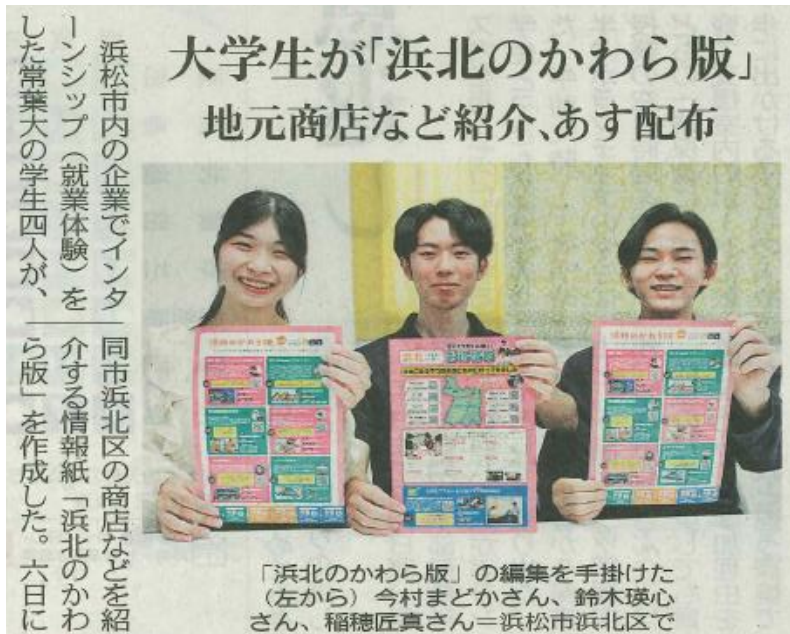 大学生が「浜北のかわら版」
地元商店など紹介、あす配布
浜松市内の企業でインタ
ーンシップ（就業体験）を
した常葉大の学生四人が、
同市浜北区の商店などを紹
介する情報紙「浜北のかわ
ら版」を作成した。六日に
「浜北のかわら版」の編集を手掛けた
（左から）今村まどかさん、鈴木瑛心
さん、稲穂匠真さん＝浜松市浜北区で